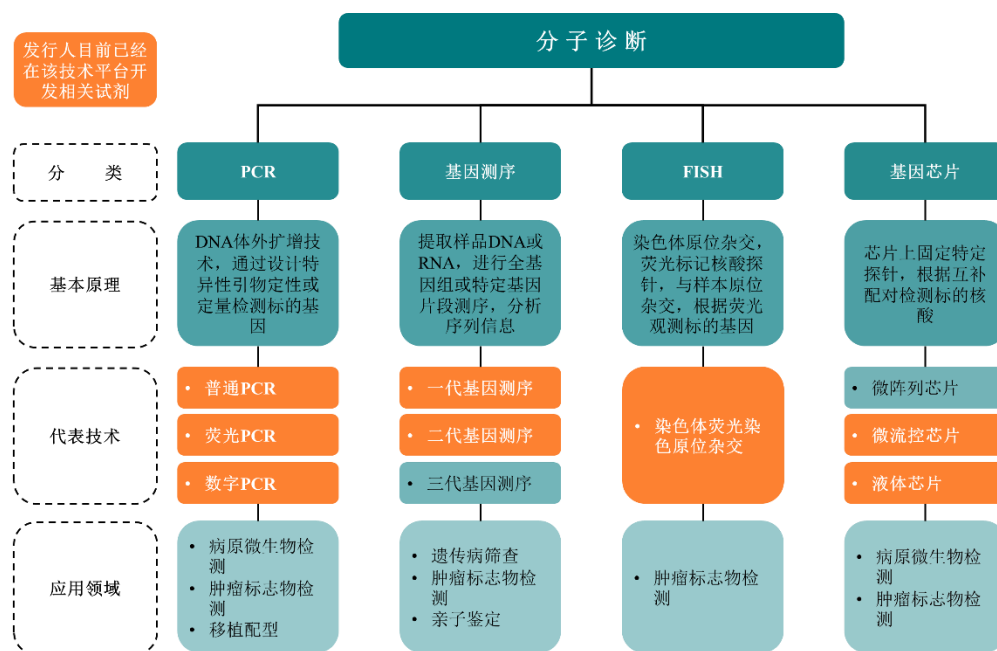 分子诊断
发行人目前已经
在该技术平台开
发相关试剂
分 类
PCR
基因测序
FISH
基因芯片
基本原理
DNA体外扩增技
术，通过设计特
异性引物定性或
定量检测标的基
因
提取样品DNA或
RNA，进行全基
因组或特定基因
片段测序，分析
序列信息
染色体原位杂交，
荧光标记核酸探
针，与样本原位
杂交，根据荧光
观测标的基因
芯片上固定特定
探针，根据互补
配对检测标的核
酸
代表技术
• 普通PCR
• 荧光PCR
• 数字PCR
• 一代基因测序
• 二代基因测序
• 三代基因测序
• 染色体荧光染
色原位杂交
• 微阵列芯片
• 微流控芯片
• 液体芯片
应用领域
• 病原微生物检
测
• 肿瘤标志物检
测
• 移植配型
• 遗传病筛查
• 肿瘤标志物检
测
• 亲子鉴定
• 肿瘤标志物检
测
• 病原微生物检
测
• 肿瘤标志物检
测